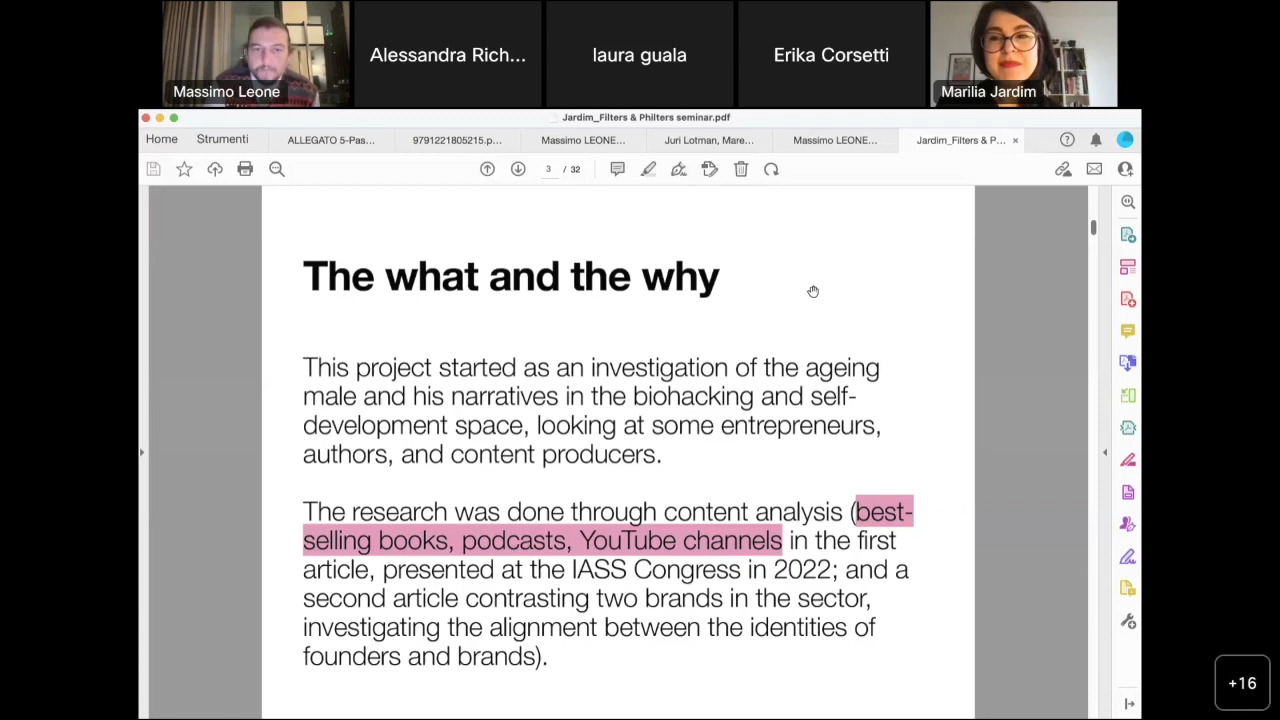 Alessandra Rich...
laura guala
Erika Corsetti
Massimo Leone
Marilia Jardim
Jardim_Filters & Philters seminar.pdf
Home
Strumenti
ALLEGATO 5-Pas...
9791221805215.p...
Massimo LEONE...
Juri Lotman, Mare...
Massimo LEONE...
Jardim_Filters & P...
3 / 32
The what and the why
This project started as an investigation of the ageing
male and his narratives in the biohacking and self-
development space, looking at some entrepreneurs,
authors, and content producers.
The research was done through content analysis (best-
selling books, podcasts, YouTube channels in the first
article, presented at the IASS Congress in 2022; and a
second article contrasting two brands in the sector,
investigating the alignment between the identities of
founders and brands).
+16